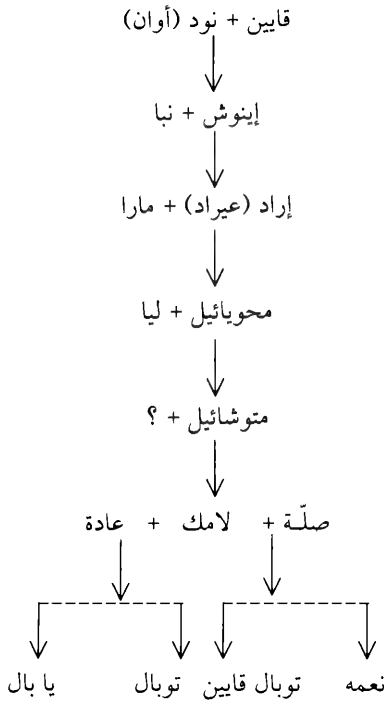 قايين + نود (أوان)
إينوش + نبا
إراد (عيراد) + مارا
محويائيل + ليا
متوشائيل + ؟
صلّـة + لامك + عادة
نعمه توبال قايين توبال يا بال